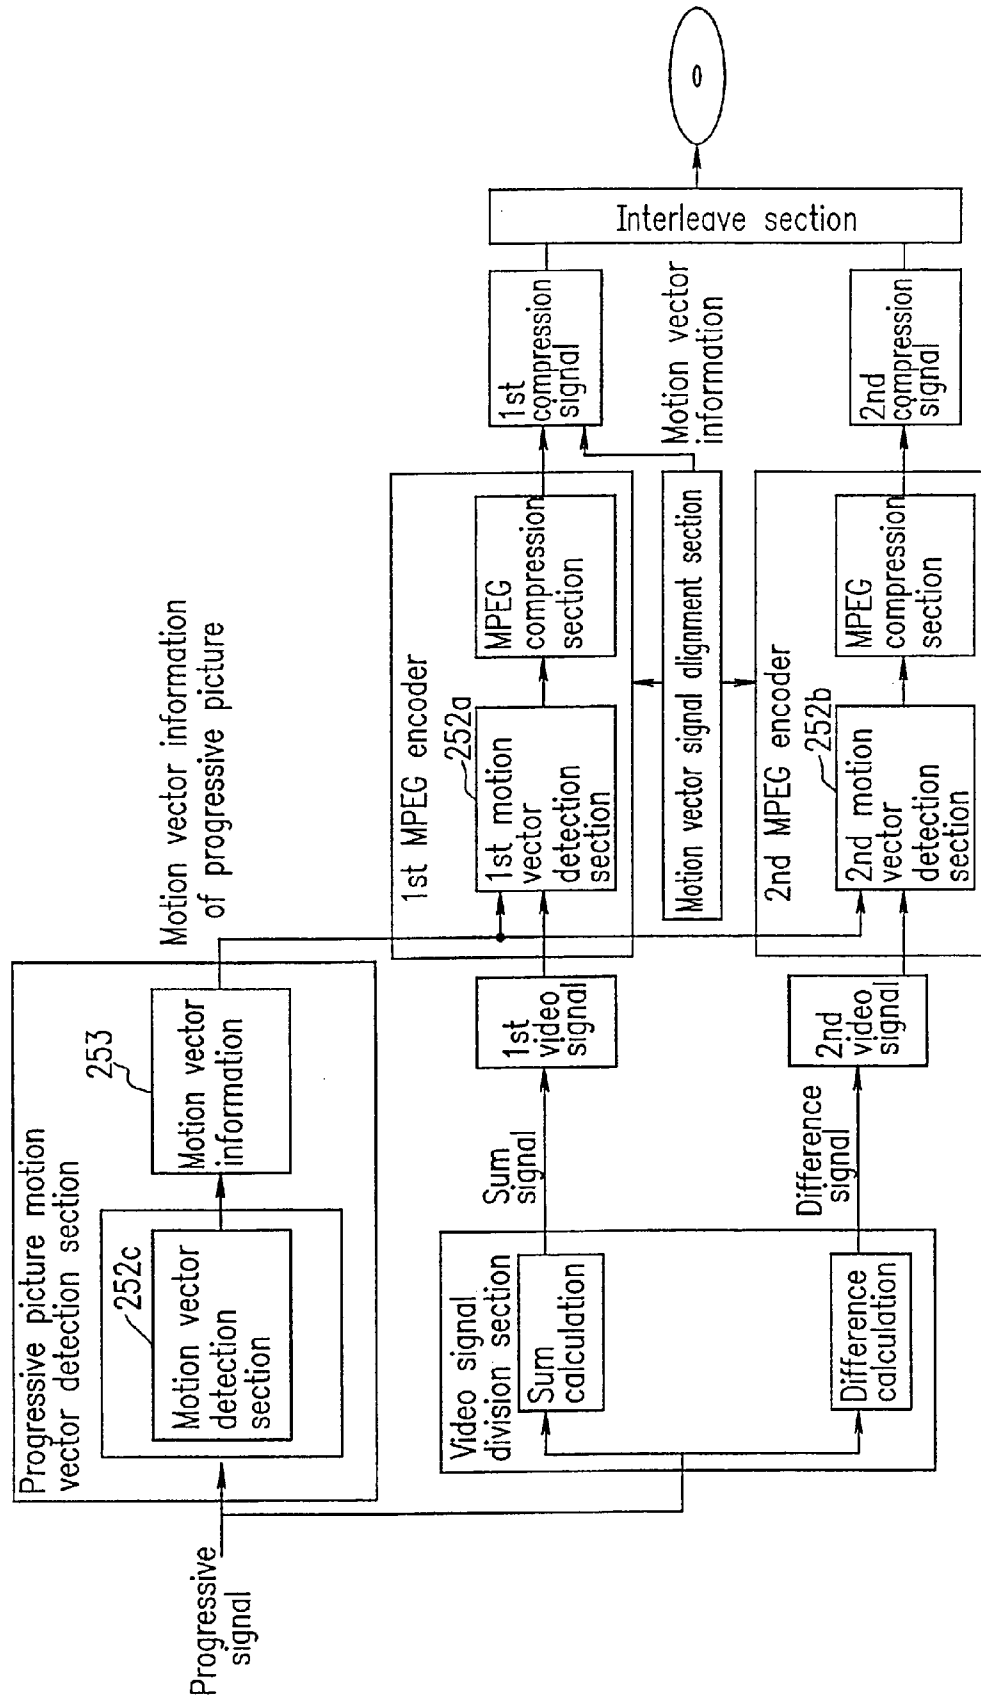 Progressive
signal
Progressive picture motion
vector detection section
252c
Motion vector
detection
section
253
Motion vector
information
Motion vector information
of progressive picture
Video signal
division section
Sum
calculation
Difference
calculation
Sum
signal
Difference
signal
1st
video
signal
2nd
video
signal
1st MPEG encoder
252a
1st motion
vector
detection
section
MPEG
compression
section
Motion vector signal alignment section
2nd MPEG encoder
252b
2nd motion
vector
detection
section
MPEG
compression
section
1st
compression
signal
Motion vector
information
2nd
compression
signal
Interleave section